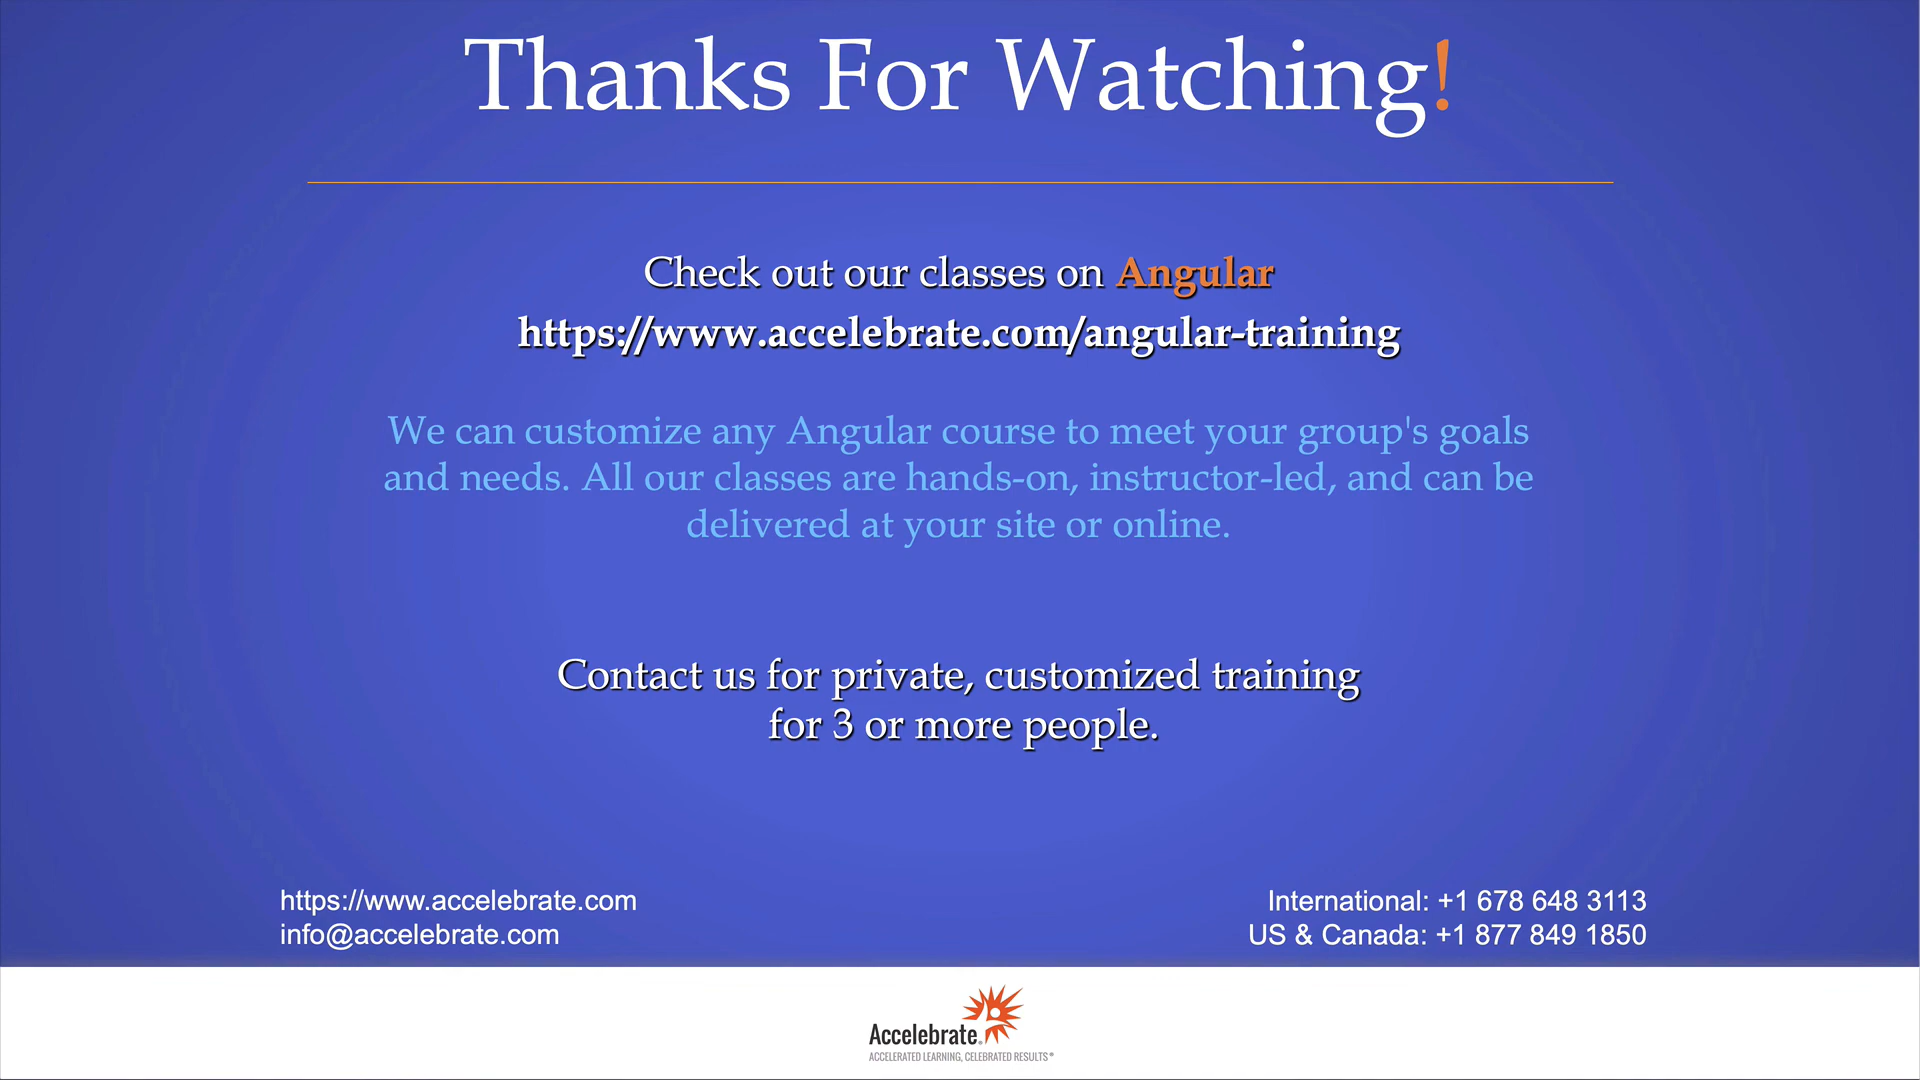 Thanks For Watching!
Check out our classes on Angular
https://www.accelebrate.com/angular-training
We can customize any Angular course to meet your group's goals
and needs. All our classes are hands-on, instructor-led, and can be
delivered at your site or online.
Contact us for private, customized training
for 3 or more people.
https://www.accelebrate.com
info@accelebrate.com
International: +1 678 648 3113
US & Canada: +1 877 849 1850
Accelebrate®
ACCELERATED LEARNING, CELEBRATED RESULTS℠